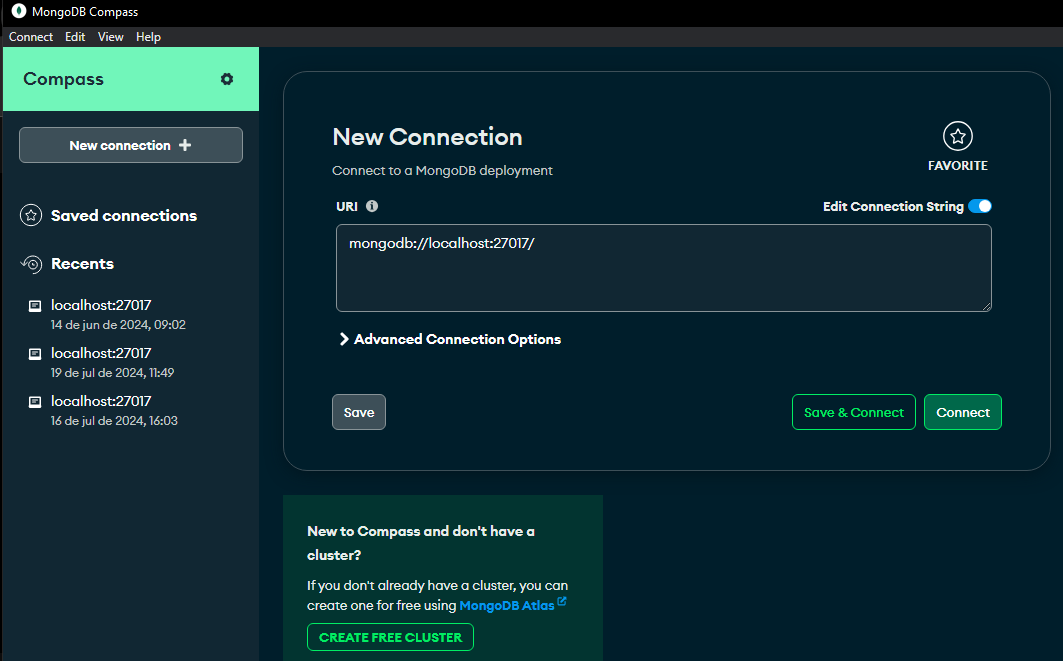 MongoDB Compass
Connect Edit View Help
Compass
New connection
Saved connections
Recents
localhost:27017
14 de jun de 2024, 09:02
localhost:27017
19 de jul de 2024, 11:49
localhost:27017
16 de jul de 2024, 16:03
New Connection
Connect to a MongoDB deployment
FAVORITE
URI
Edit Connection String
mongodb://localhost:27017/
Advanced Connection Options
Save
Save & Connect
Connect
New to Compass and don't have a
cluster?
If you don't already have a cluster, you can
create one for free using MongoDB Atlas
CREATE FREE CLUSTER